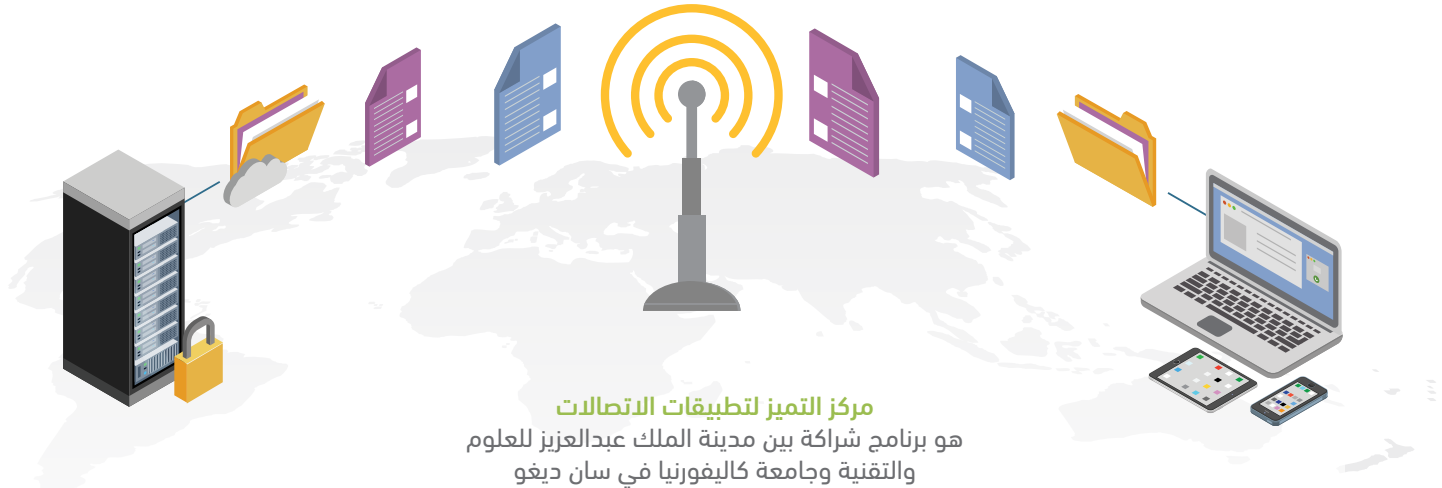 مركز التميز لتطبيقات الاتصالات
هو برنامج شراكة بين مدينة الملك عبدالعزيز للعلوم
والتقنية وجامعة كاليفورنيا في سان ديغو